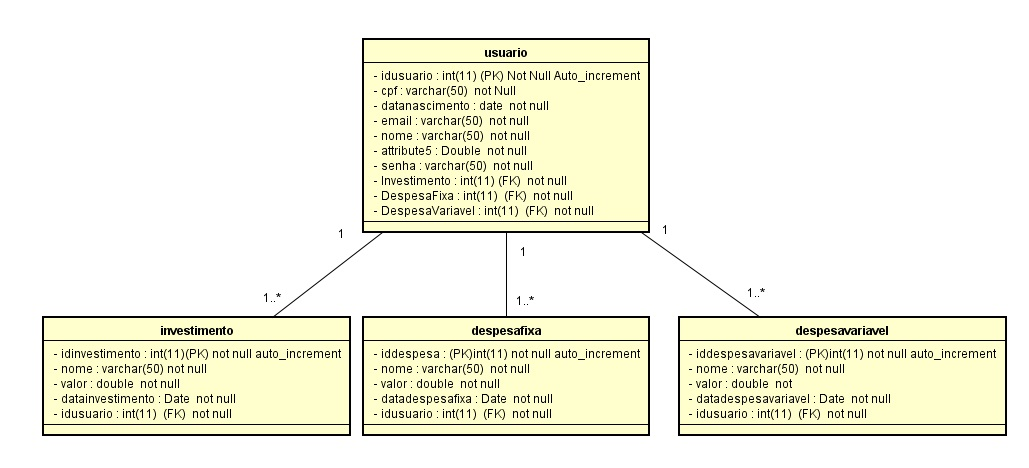 usuario
- idusuario : int(11) (PK) Not Null Auto_increment
- cpf : varchar(50) not Null
- datanascimento : date not null
- email : varchar(50) not null
- nome : varchar(50) not null
- attribute5 : Double not null
- senha : varchar(50) not null
- Investimento : int(11) (FK) not null
- DespesaFixa : int(11) (FK) not null
- DespesaVariavel : int(11) (FK) not null
1
1
1
1..*
1..*
1..*
investimento
- idinvestimento : int(11)(PK) not null auto_increment
- nome : varchar(50) not null
- valor : double not null
- datainvestimento : Date not null
- idusuario : int(11) (FK) not null
despesafixa
- iddespesa : (PK)int(11) not null auto_increment
- nome : varchar(50) not null
- valor : double not null
- datadespesafixa : Date not null
- idusuario : int(11) (FK) not null
despesavariavel
- iddespesavariavel : (PK)int(11) not null auto_increment
- nome : varchar(50) not null
- valor : double not
- datadespesavariavel : Date not null
- idusuario : int(11) (FK) not null